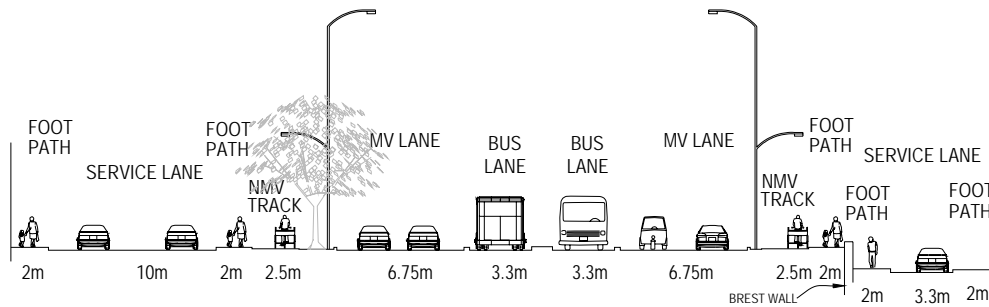 FOOT
PATH
SERVICE LANE
FOOT
PATH
NMV
TRACK
MV LANE
BUS
LANE
BUS
LANE
MV LANE
NMV
TRACK
FOOT
PATH
SERVICE LANE
FOOT
PATH
FOOT
PATH
2m 10m 2m 2.5m 6.75m 3.3m 3.3m 6.75m 2.5m 2m
2m 3.3m 2m
BREST WALL